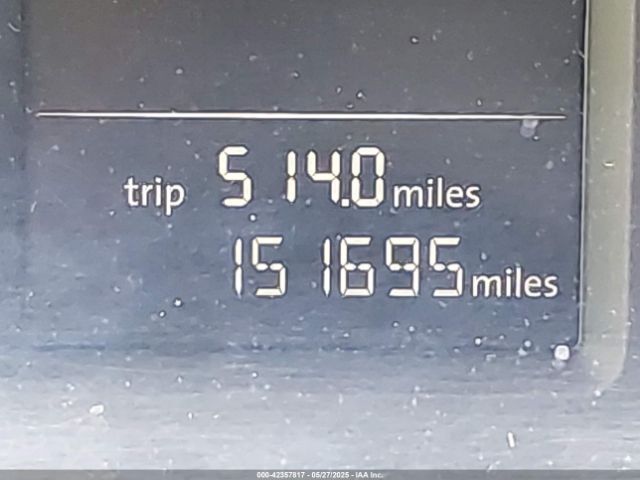 trip 514.0 miles
151695 miles
000-42357817 - 05/27/2025 - IAA Inc.